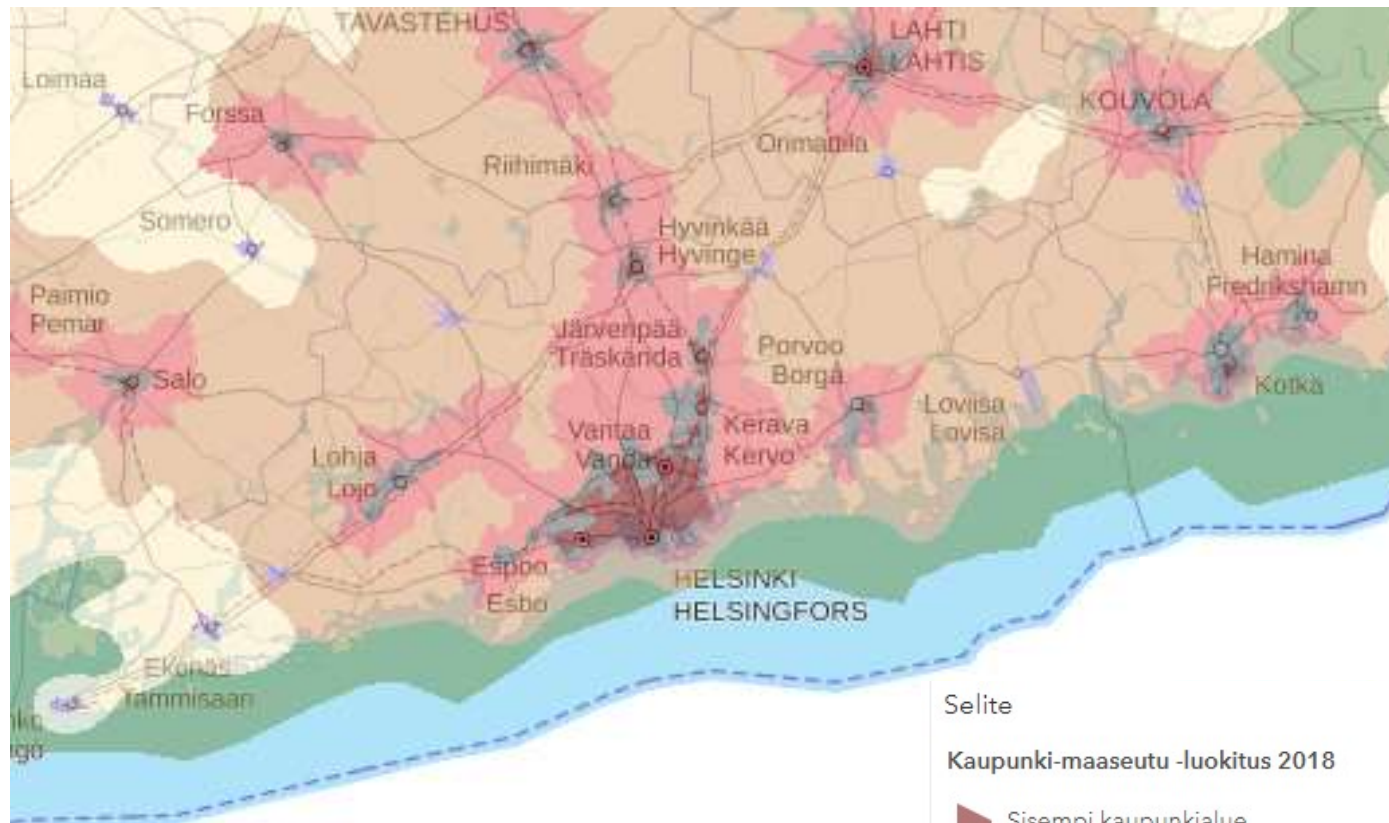 TAVASTEHUS
LAHTI
LAHTIS
Loimaa
Forssa
KOUVOLA
Orimattila
Riihimäki
Somero
Hyvinkää
Hyvinge
Hamina
Fredrikshamn
Paimio
Pemar
Järvenpää
Träskända
Porvoo
Borgå
Salo
Kotka
Loviisa
Lovisa
Vantaa
Vanda
Kerava
Kervo
Lohja
Lojo
Espoo
Esbo
HELSINKI
HELSINGFORS
Ekenäs
Tammisaari
Selite
Kaupunki-maaseutu -luokitus 2018
Sisempi kaupunkialue